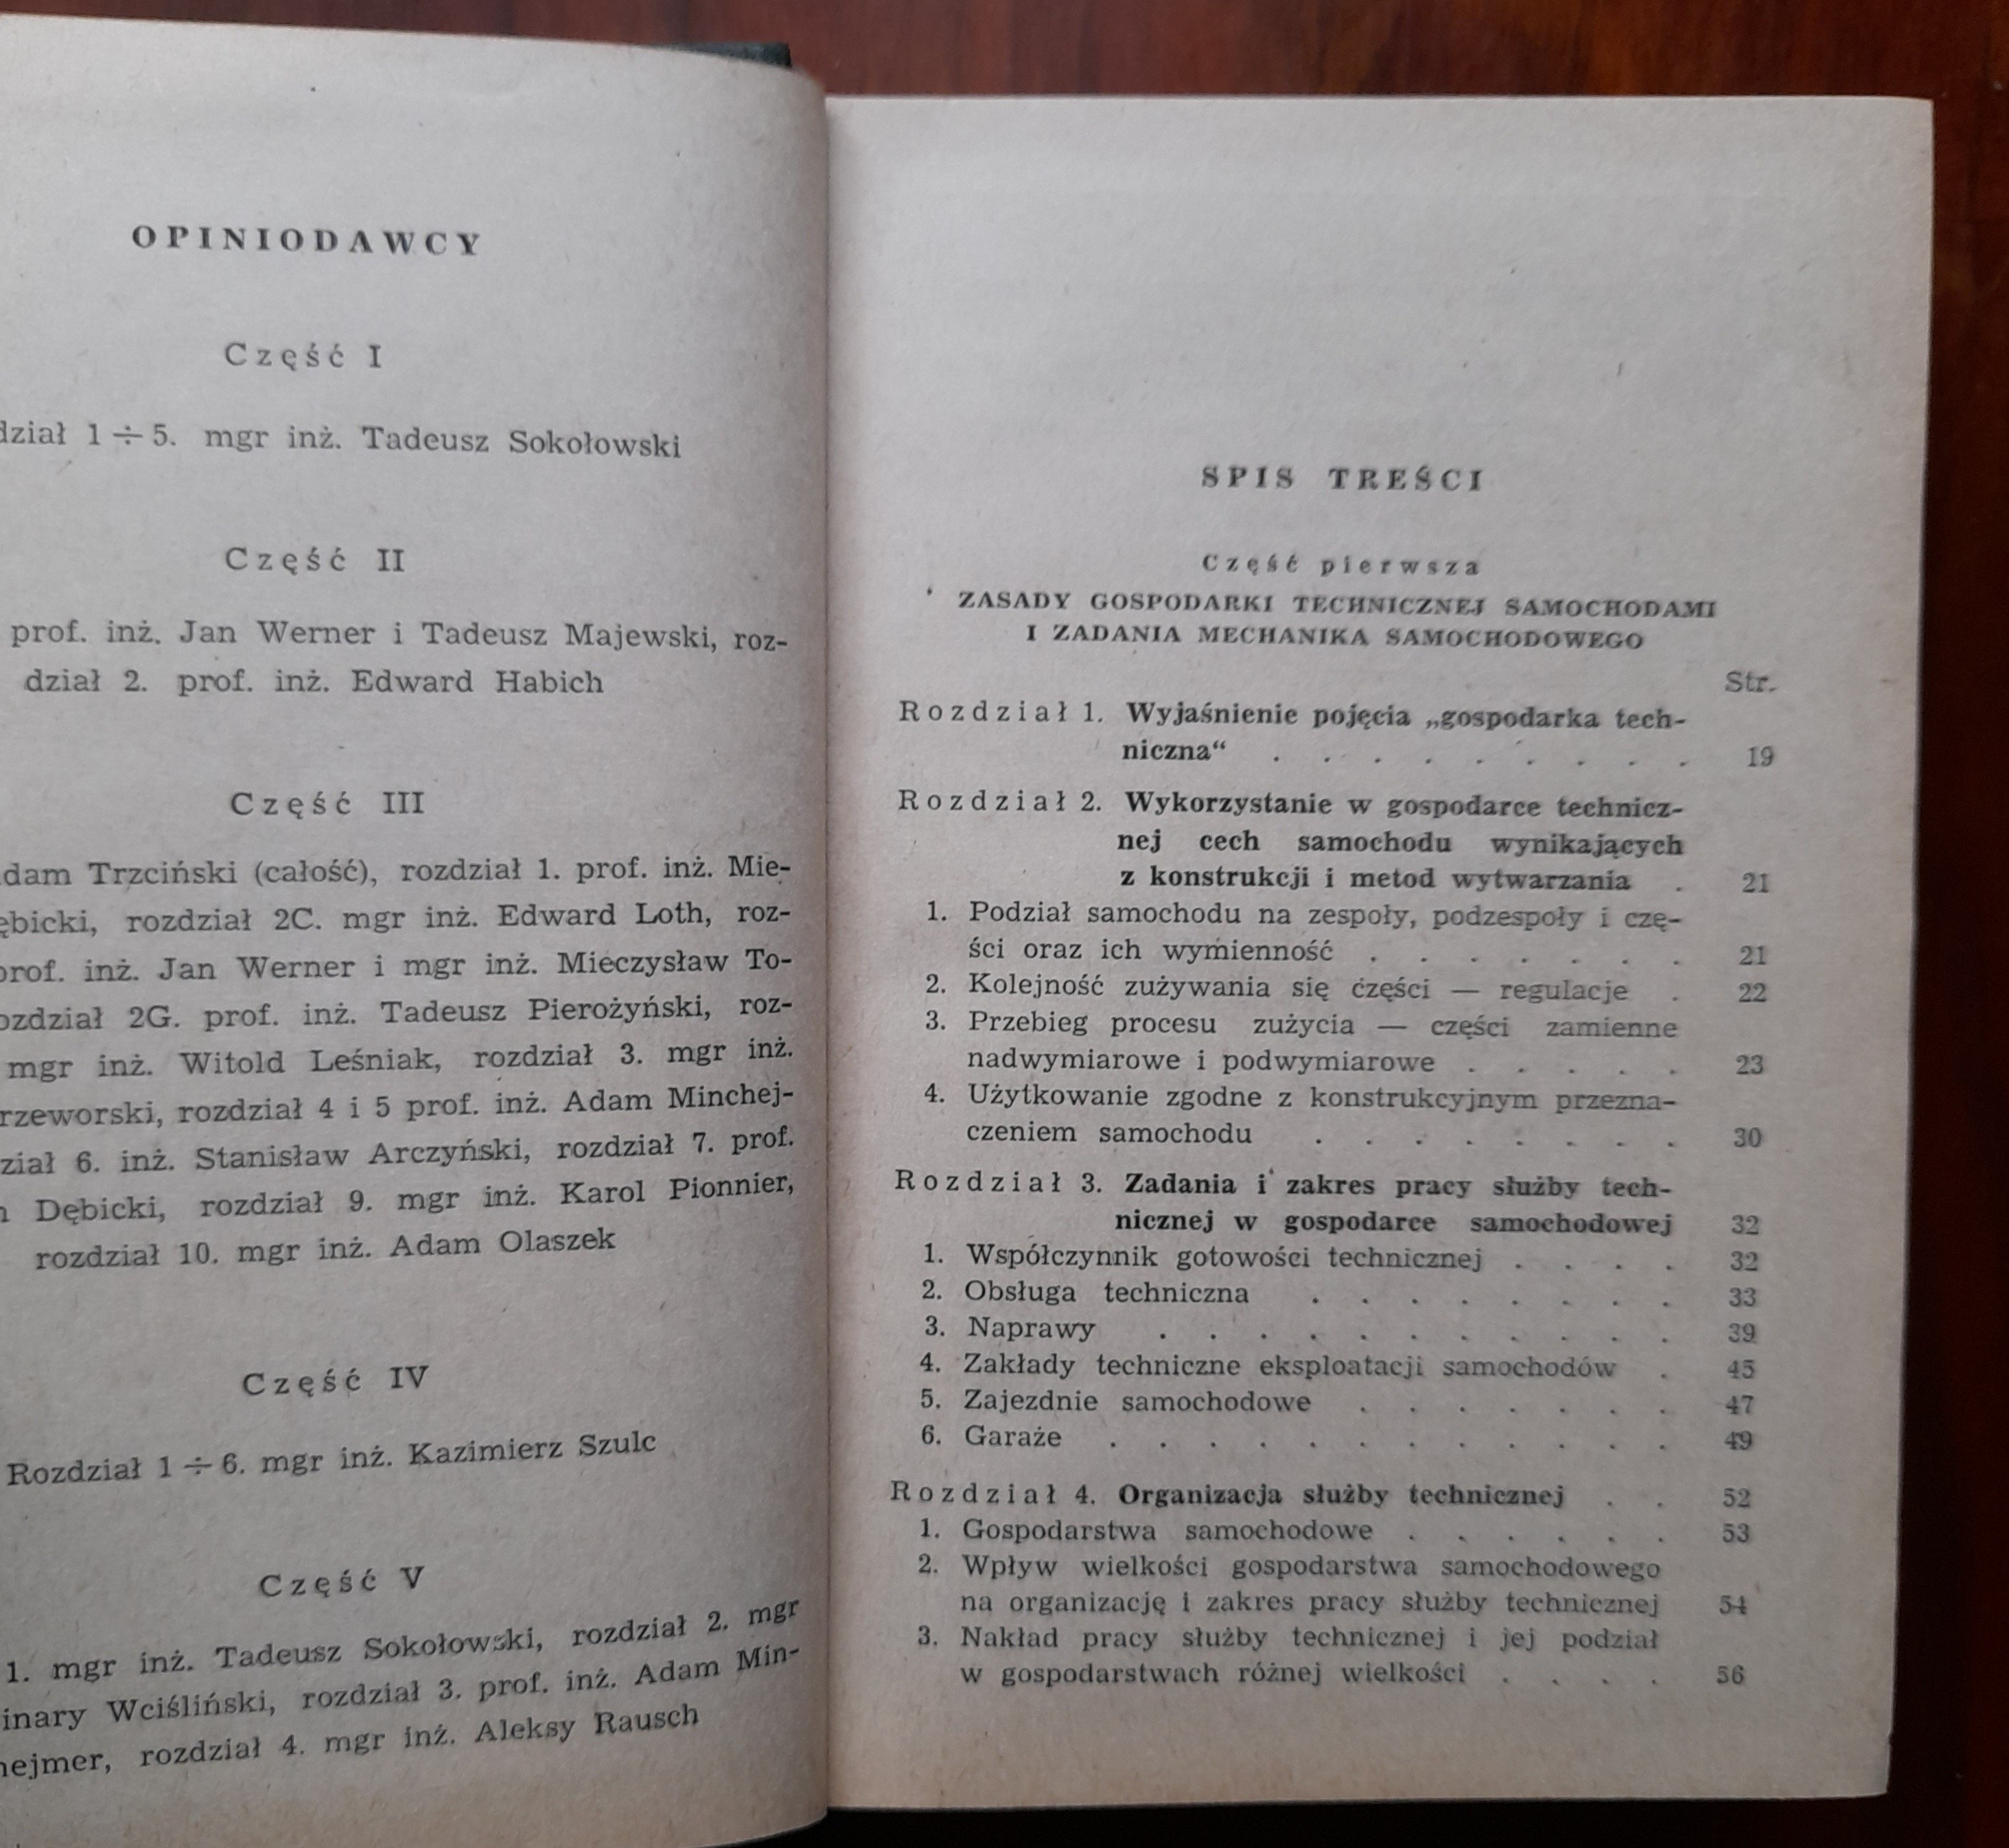 OPINIODAWCY
Część I
dział 1 ÷ 5. mgr inż. Tadeusz Sokołowski
Część II
prof. inż. Jan Werner i Tadeusz Majewski, roz-
dział 2. prof. inż. Edward Habich
Część III
dam Trzciński (całość), rozdział 1. prof. inż. Mie-
ębicki, rozdział 2C. mgr inż. Edward Loth, roz-
prof. inż. Jan Werner i mgr inż. Mieczysław To-
ozdział 2G. prof. inż. Tadeusz Pierożyński, roz-
mgr inż. Witold Leśniak, rozdział 3. mgr inż.
rzeworski, rozdział 4 i 5 prof. inż. Adam Minchej-
ział 6. inż. Stanisław Arczyński, rozdział 7. prof.
Dębicki, rozdział 9. mgr inż. Karol Pionnier,
rozdział 10. mgr inż. Adam Olaszek
Część IV
Rozdział 1 ÷ 6. mgr inż. Kazimierz Szulc
Część V
1. mgr inż. Tadeusz Sokołowski, rozdział 2. mgr
inary Wciśliński, rozdział 3. prof. inż. Adam Min-
hejmer, rozdział 4. mgr inż. Aleksy Rausch
SPIS TREŚCI
Część pierwsza
ZASADY GOSPODARKI TECHNICZNEJ SAMOCHODAMI
I ZADANIA MECHANIKA SAMOCHODOWEGO
Str.
Rozdział 1. Wyjaśnienie pojęcia „gospodarka tech-
niczna“ . . . . . . . . . 19
Rozdział 2. Wykorzystanie w gospodarce technicz-
nej cech samochodu wynikających
z konstrukcji i metod wytwarzania . 21
1. Podział samochodu na zespoły, podzespoły i czę-
ści oraz ich wymienność . . . . . . . 21
2. Kolejność zużywania się części — regulacje . 22
3. Przebieg procesu zużycia — części zamienne
nadwymiarowe i podwymiarowe . . . . . 23
4. Użytkowanie zgodne z konstrukcyjnym przezna-
czeniem samochodu . . . . . . . . 30
Rozdział 3. Zadania i zakres pracy służby tech-
nicznej w gospodarce samochodowej 32
1. Współczynnik gotowości technicznej . . . . 32
2. Obsługa techniczna . . . . . . . . 33
3. Naprawy . . . . . . . . . . . 39
4. Zakłady techniczne eksploatacji samochodów . 45
5. Zajezdnie samochodowe . . . . . . . 47
6. Garaże . . . . . . . . . . . . 49
Rozdział 4. Organizacja służby technicznej . . 52
1. Gospodarstwa samochodowe . . . . . . 53
2. Wpływ wielkości gospodarstwa samochodowego
na organizację i zakres pracy służby technicznej 54
3. Nakład pracy służby technicznej i jej podział
w gospodarstwach różnej wielkości . . . . 56